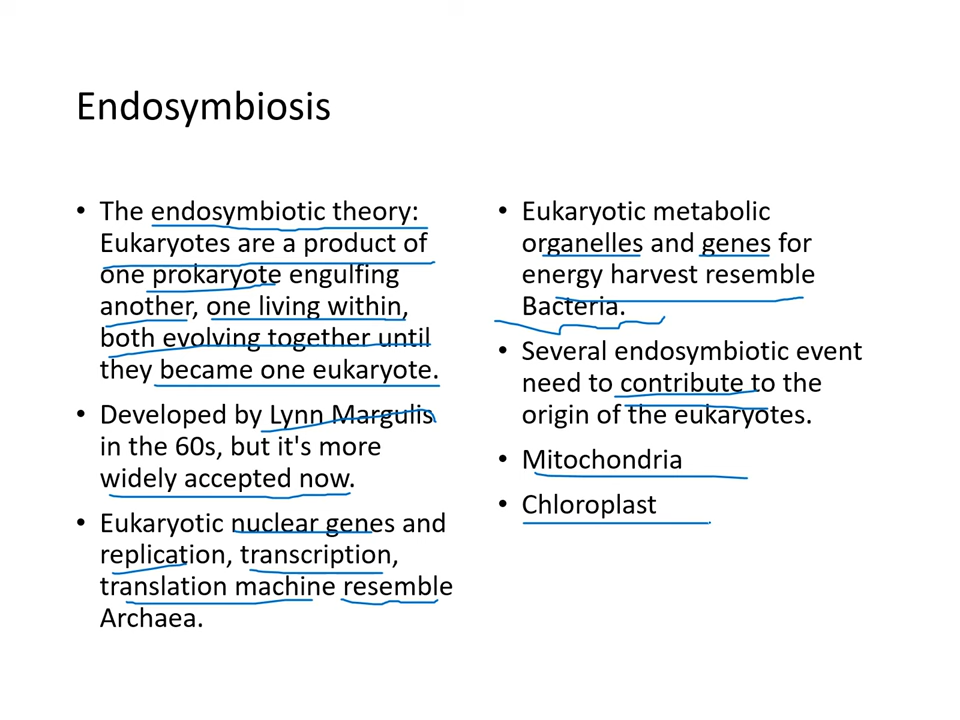 Endosymbiosis
• The endosymbiotic theory:
Eukaryotes are a product of
one prokaryote engulfing
another, one living within,
both evolving together until
they became one eukaryote.
• Developed by Lynn Margulis
in the 60s, but it's more
widely accepted now.
• Eukaryotic nuclear genes and
replication, transcription,
translation machine resemble
Archaea.
• Eukaryotic metabolic
organelles and genes for
energy harvest resemble
Bacteria.
• Several endosymbiotic event
need to contribute to the
origin of the eukaryotes.
• Mitochondria
• Chloroplast